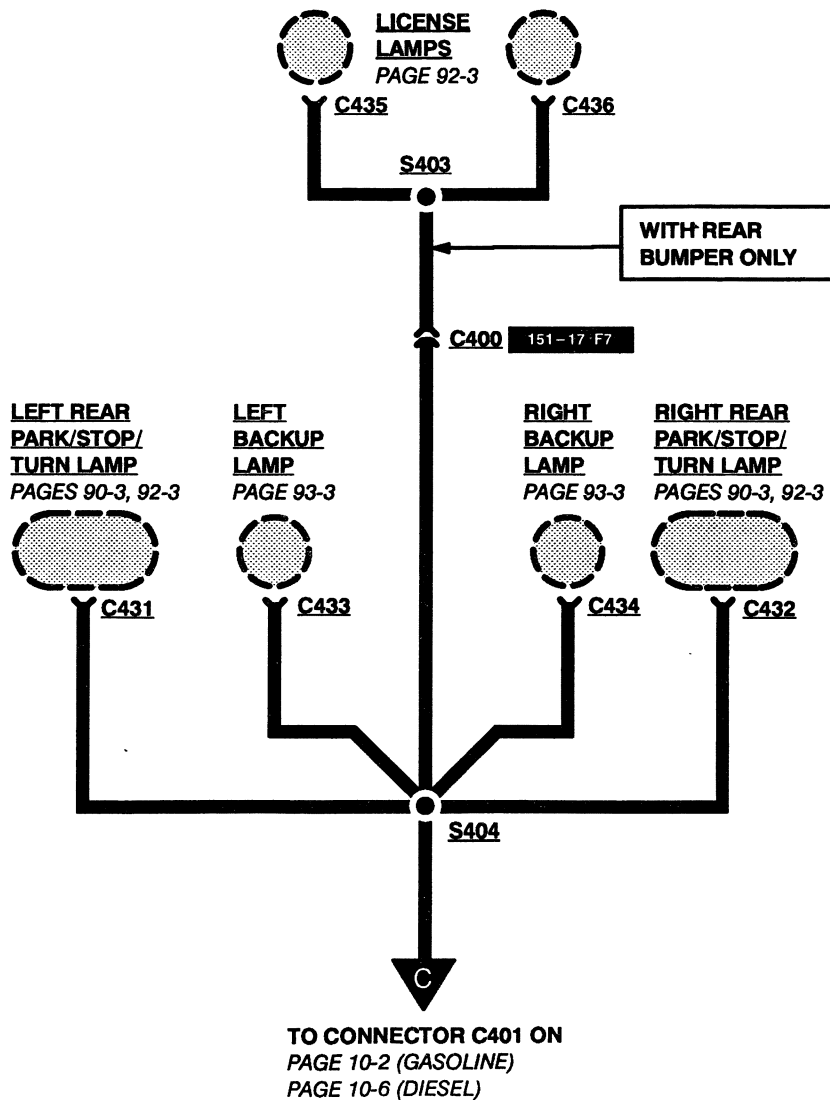 LICENSE
LAMPS
PAGE 92-3
C435
C436
S403
WITH REAR
BUMPER ONLY
C400
151-17 F7
LEFT REAR
PARK/STOP/
TURN LAMP
PAGES 90-3, 92-3
LEFT
BACKUP
LAMP
PAGE 93-3
RIGHT
BACKUP
LAMP
PAGE 93-3
RIGHT REAR
PARK/STOP/
TURN LAMP
PAGES 90-3, 92-3
C431
C433
C434
C432
S404
C
TO CONNECTOR C401 ON
PAGE 10-2 (GASOLINE)
PAGE 10-6 (DIESEL)